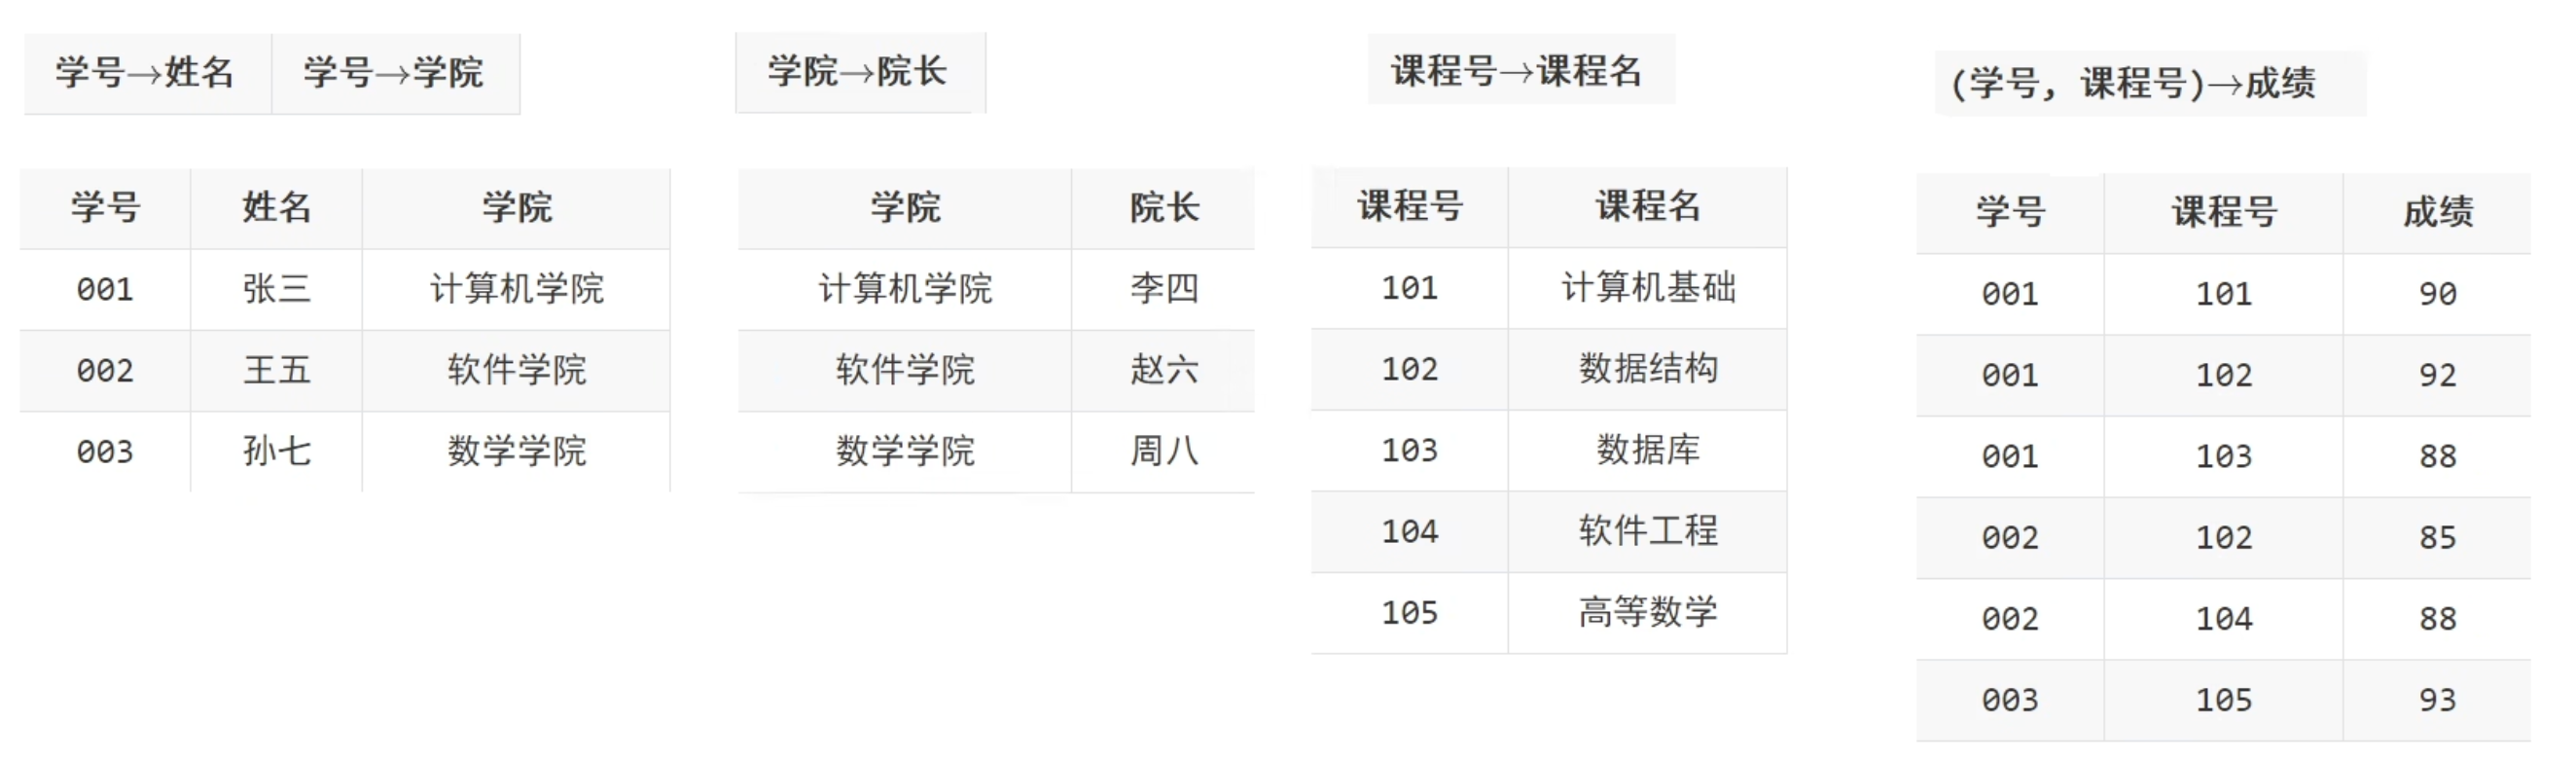 学号→姓名 学号→学院
学号 姓名 学院
001 张三 计算机学院
002 王五 软件学院
003 孙七 数学学院
学院→院长
学院 院长
计算机学院 李四
软件学院 赵六
数学学院 周八
课程号→课程名
课程号 课程名
101 计算机基础
102 数据结构
103 数据库
104 软件工程
105 高等数学
(学号, 课程号)→成绩
学号 课程号 成绩
001 101 90
001 102 92
001 103 88
002 102 85
002 104 88
003 105 93